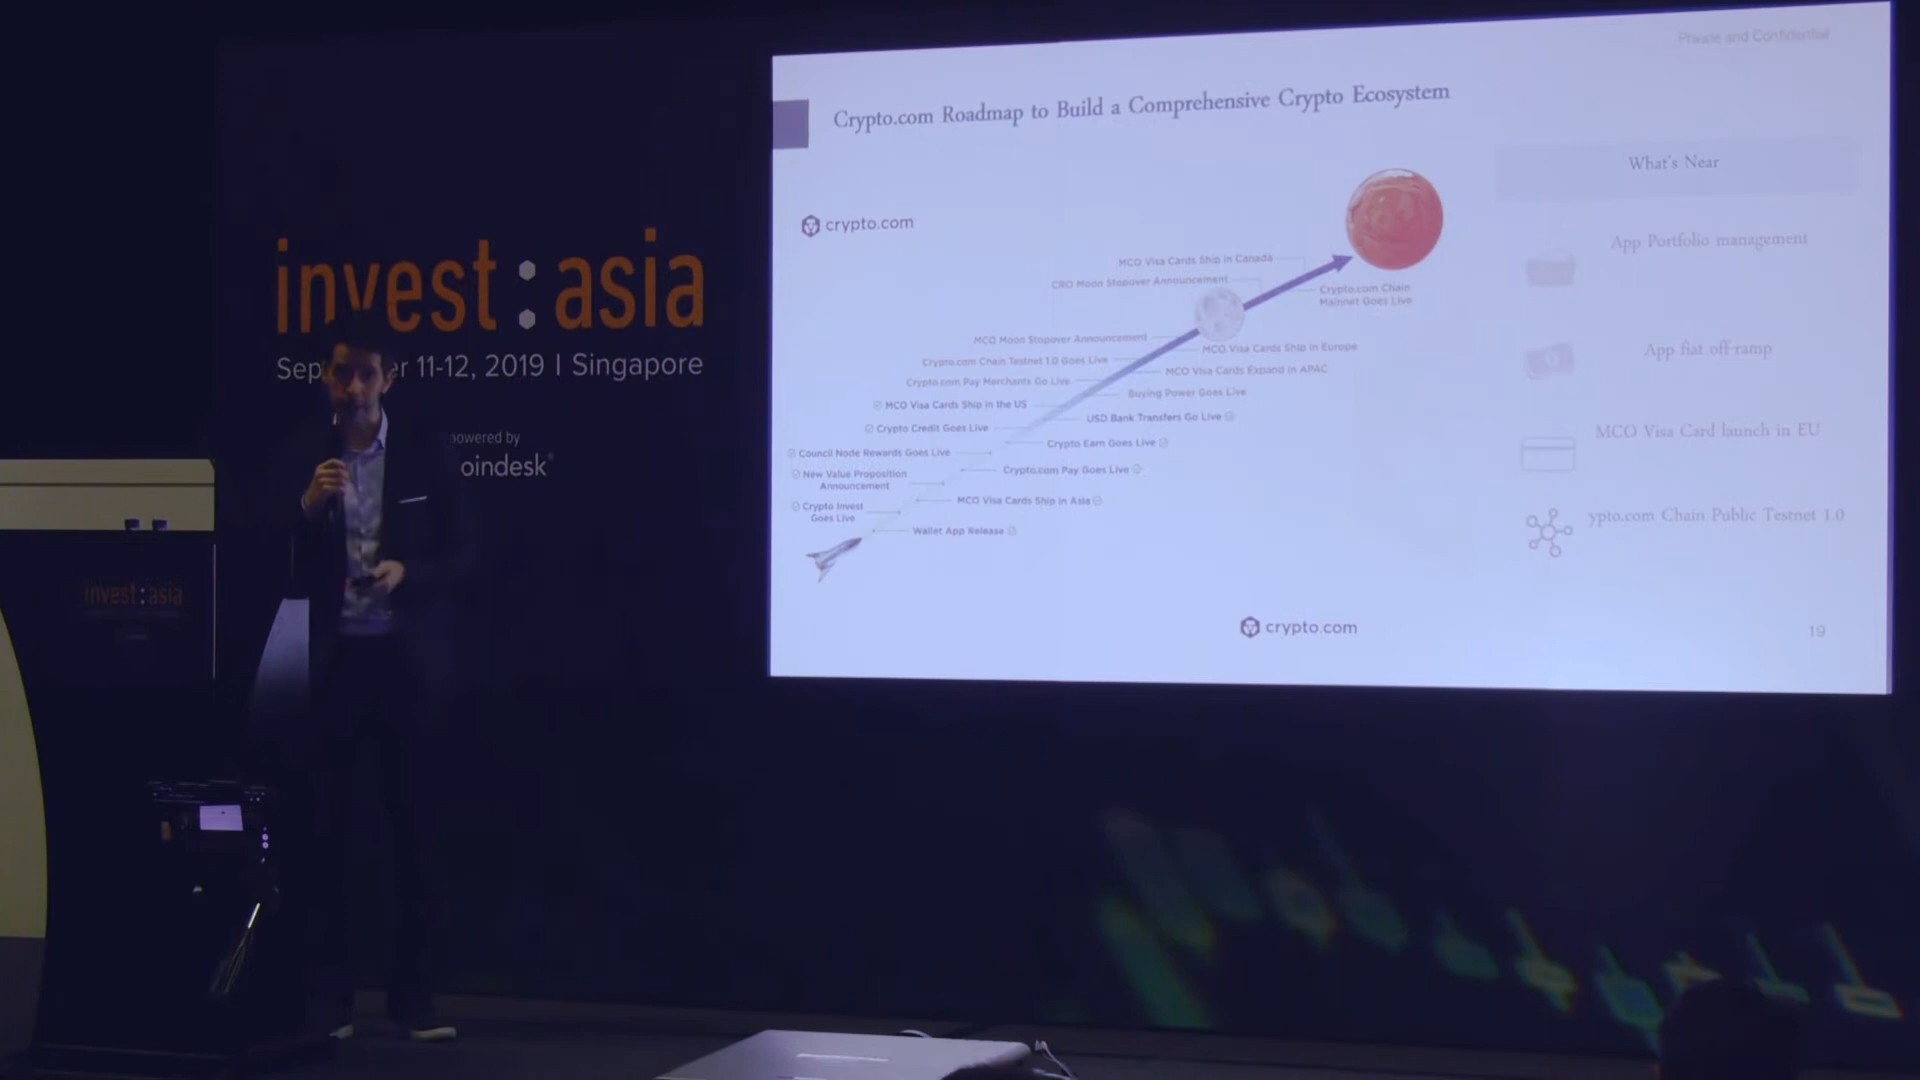 invest:asia
Sep er 11-12, 2019 | Singapore
powered by
oindesk®
invest:asia
Private and Confidential
Crypto.com Roadmap to Build a Comprehensive Crypto Ecosystem
crypto.com
MCO Visa Cards Ship in Canada
CRO Moon Stopover Announcement
Crypto.com Chain
Mainnet Goes Live
MCO Moon Stopover Announcement
MCO Visa Cards Ship in Europe
Crypto.com Chain Testnet 1.0 Goes Live
MCO Visa Cards Expand in APAC
Crypto.com Pay Merchants Go Live
Buying Power Goes Live
MCO Visa Cards Ship in the US
USD Bank Transfers Go Live
Crypto Credit Goes Live
Crypto Earn Goes Live
Council Node Rewards Goes Live
Crypto.com Pay Goes Live
New Value Proposition
Announcement
MCO Visa Cards Ship in Asia
Crypto Invest
Goes Live
Wallet App Release
What's Near
App Portfolio management
App fiat off-ramp
MCO Visa Card launch in EU
ypto.com Chain Public Testnet 1.0
crypto.com
19